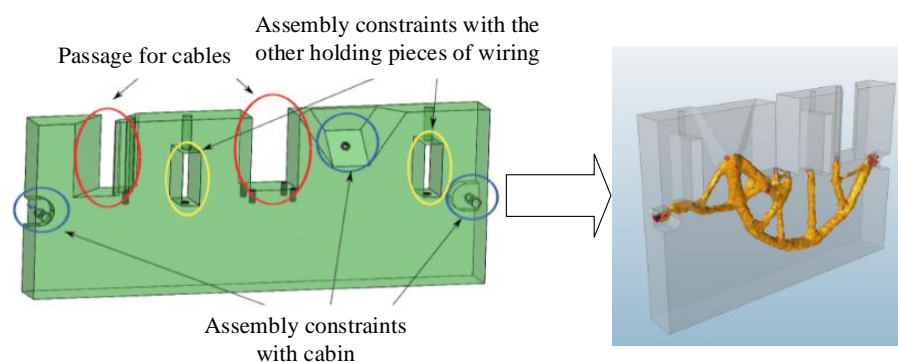 Assembly constraints with the
other holding pieces of wiring
Passage for cables
Assembly constraints
with cabin